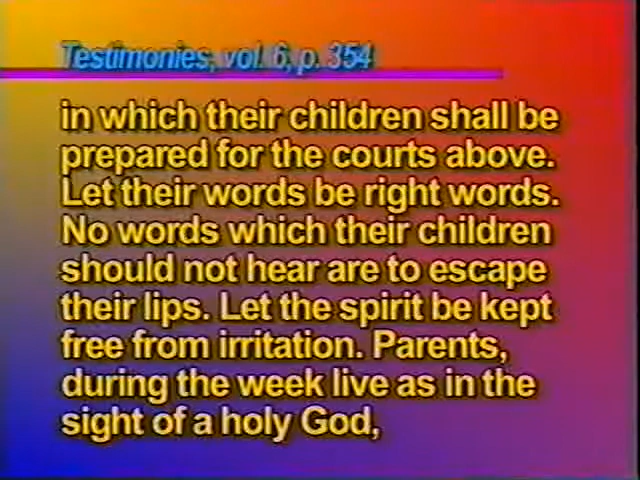 Testimonies, vol. 6, p. 354
in which their children shall be
prepared for the courts above.
Let their words be right words.
No words which their children
should not hear are to escape
their lips. Let the spirit be kept
free from irritation. Parents,
during the week live as in the
sight of a holy God,